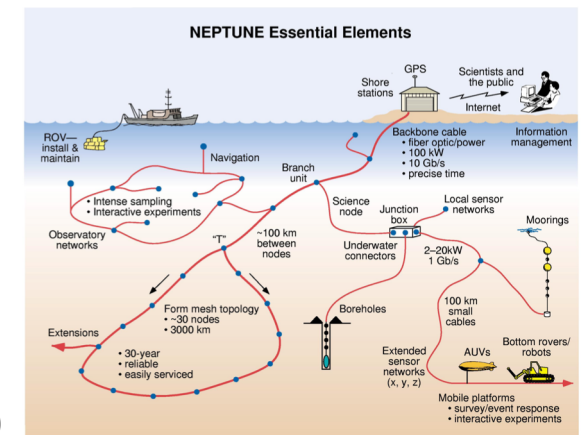 NEPTUNE Essential Elements
GPS
Shore
stations
Scientists and
the public
Internet
ROV—
install &
maintain
Backbone cable
• fiber optic/power
• 100 kW
• 10 Gb/s
• precise time
Information
management
Navigation
Branch
unit
• Intense sampling
• Interactive experiments
Observatory
networks
Science
node
Junction
box
Local sensor
networks
Moorings
"T"
~100 km
between
nodes
Underwater
connectors
2–20kW
1 Gb/s
Form mesh topology
• ~30 nodes
• 3000 km
Boreholes
100 km
small
cables
Extensions
• 30-year
• reliable
• easily serviced
Extended
sensor
networks
(x, y, z)
AUVs
Bottom rovers/
robots
Mobile platforms
• survey/event response
• interactive experiments